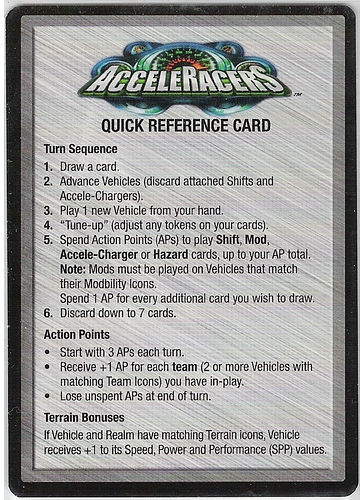 ACCELERACERS™
QUICK REFERENCE CARD
Turn Sequence
1. Draw a card.
2. Advance Vehicles (discard attached Shifts and
Accele-Chargers).
3. Play 1 new Vehicle from your hand.
4. “Tune-up” (adjust any tokens on your cards).
5. Spend Action Points (APs) to play Shift, Mod,
Accele-Charger or Hazard cards, up to your AP total.
Note: Mods must be played on Vehicles that match
their Modbility Icons.
Spend 1 AP for every additional card you wish to draw.
6. Discard down to 7 cards.
Action Points
• Start with 3 APs each turn.
• Receive +1 AP for each team (2 or more Vehicles with
matching Team Icons) you have in-play.
• Lose unspent APs at end of turn.
Terrain Bonuses
If Vehicle and Realm have matching Terrain icons, Vehicle
receives +1 to its Speed, Power and Performance (SPP) values.